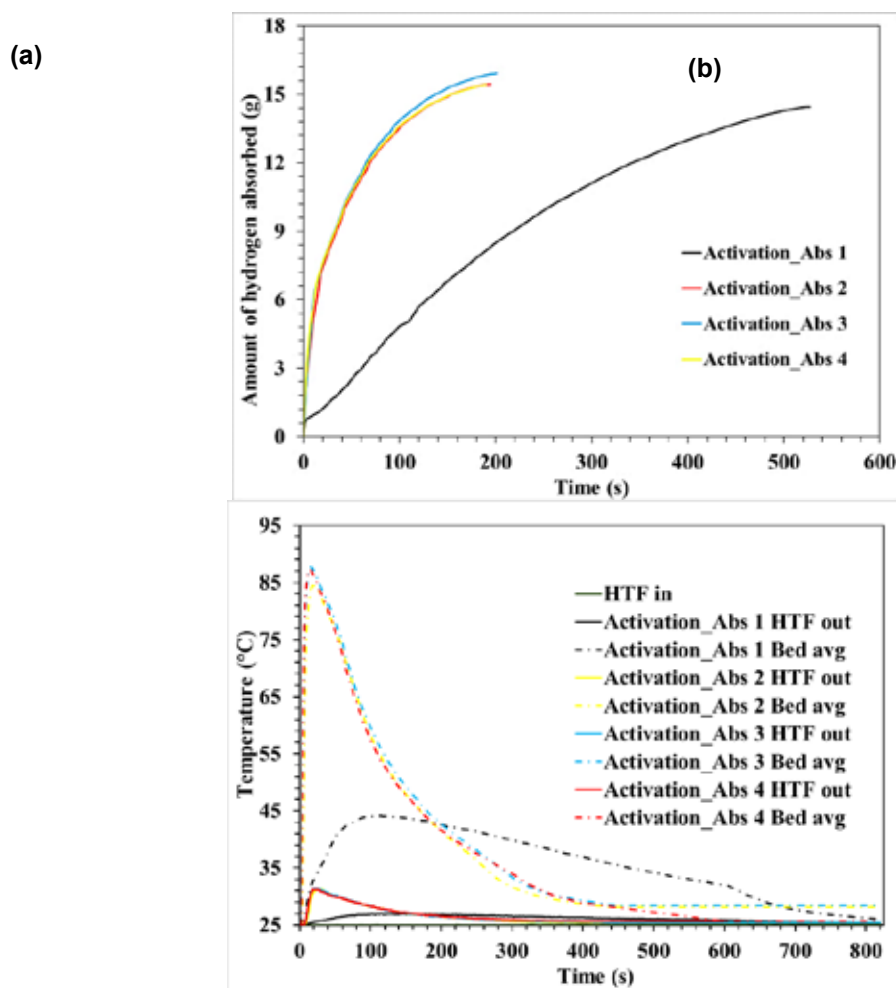 (a)
(b)
18
15
12
9
6
3
0
Amount of hydrogen absorbed (g)
Activation_Abs 1
Activation_Abs 2
Activation_Abs 3
Activation_Abs 4
0 100 200 300 400 500 600
Time (s)
95
85
75
65
55
45
35
25
Temperature (°C)
HTF in
Activation_Abs 1 HTF out
Activation_Abs 1 Bed avg
Activation_Abs 2 HTF out
Activation_Abs 2 Bed avg
Activation_Abs 3 HTF out
Activation_Abs 3 Bed avg
Activation_Abs 4 HTF out
Activation_Abs 4 Bed avg
0 100 200 300 400 500 600 700 800
Time (s)